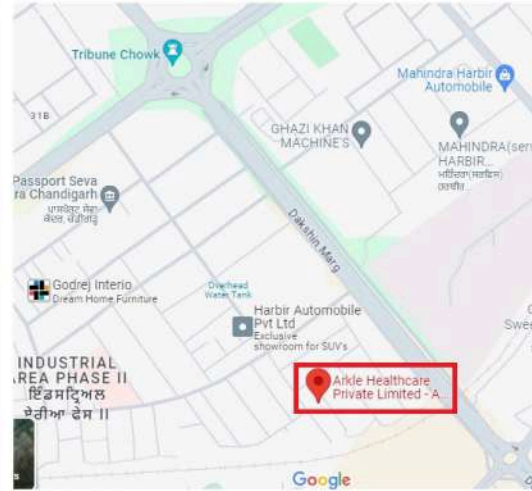 Tribune Chowk
Mahindra Harbir
Automobile
31B
GHAZI KHAN
MACHINE'S
MAHINDRA(serv
HARBIR...
Passport Seva
ra Chandigarh
Dakshin Marg
Godrej Interio
Dream Home Furniture
Overhead
Water Tank
Harbir Automobile
Pvt Ltd
Exclusive
showroom for SUV's
Swee
INDUSTRIAL
AREA PHASE II
ਇੰਡਸਟ੍ਰਿਅਲ
ਏਰੀਆ ਫੇਸ II
Arkle Healthcare
Private Limited - A...
Google